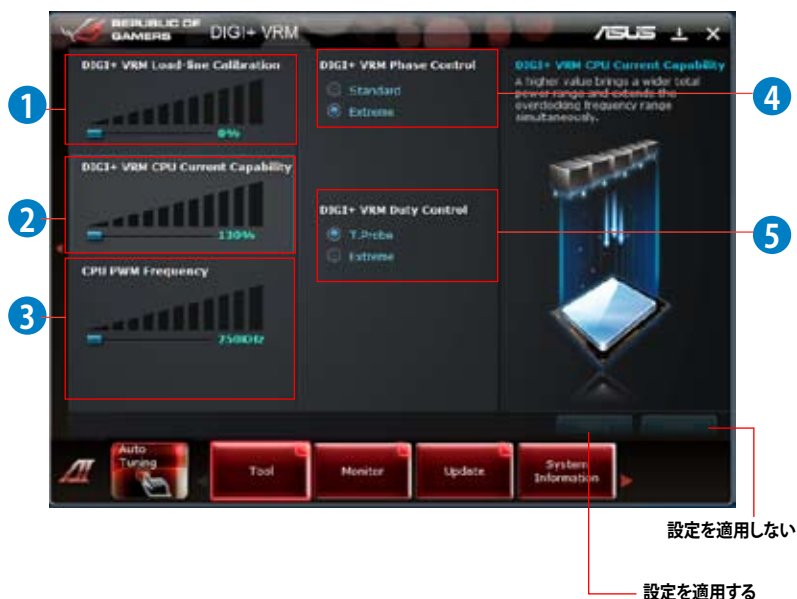 REPUBLIC OF
GAMERS
DIGI+ VRM
ASUS
DIGI+ VRM Load-line Calibration
0%
1
DIGI+ VRM CPU Current Capability
130%
2
CPU PWM Frequency
250KHz
3
DIGI+ VRM Phase Control
Standard
Extreme
4
DIGI+ VRM Duty Control
T.Probe
Extreme
5
DIGI+ VRM CPU Current Capability
A higher value brings a wider total
power range and extends the
overclocking frequency range
simultaneously.
Auto
Tuning
Tool
Monitor
Update
System
Information
設定を適用しない
設定を適用する